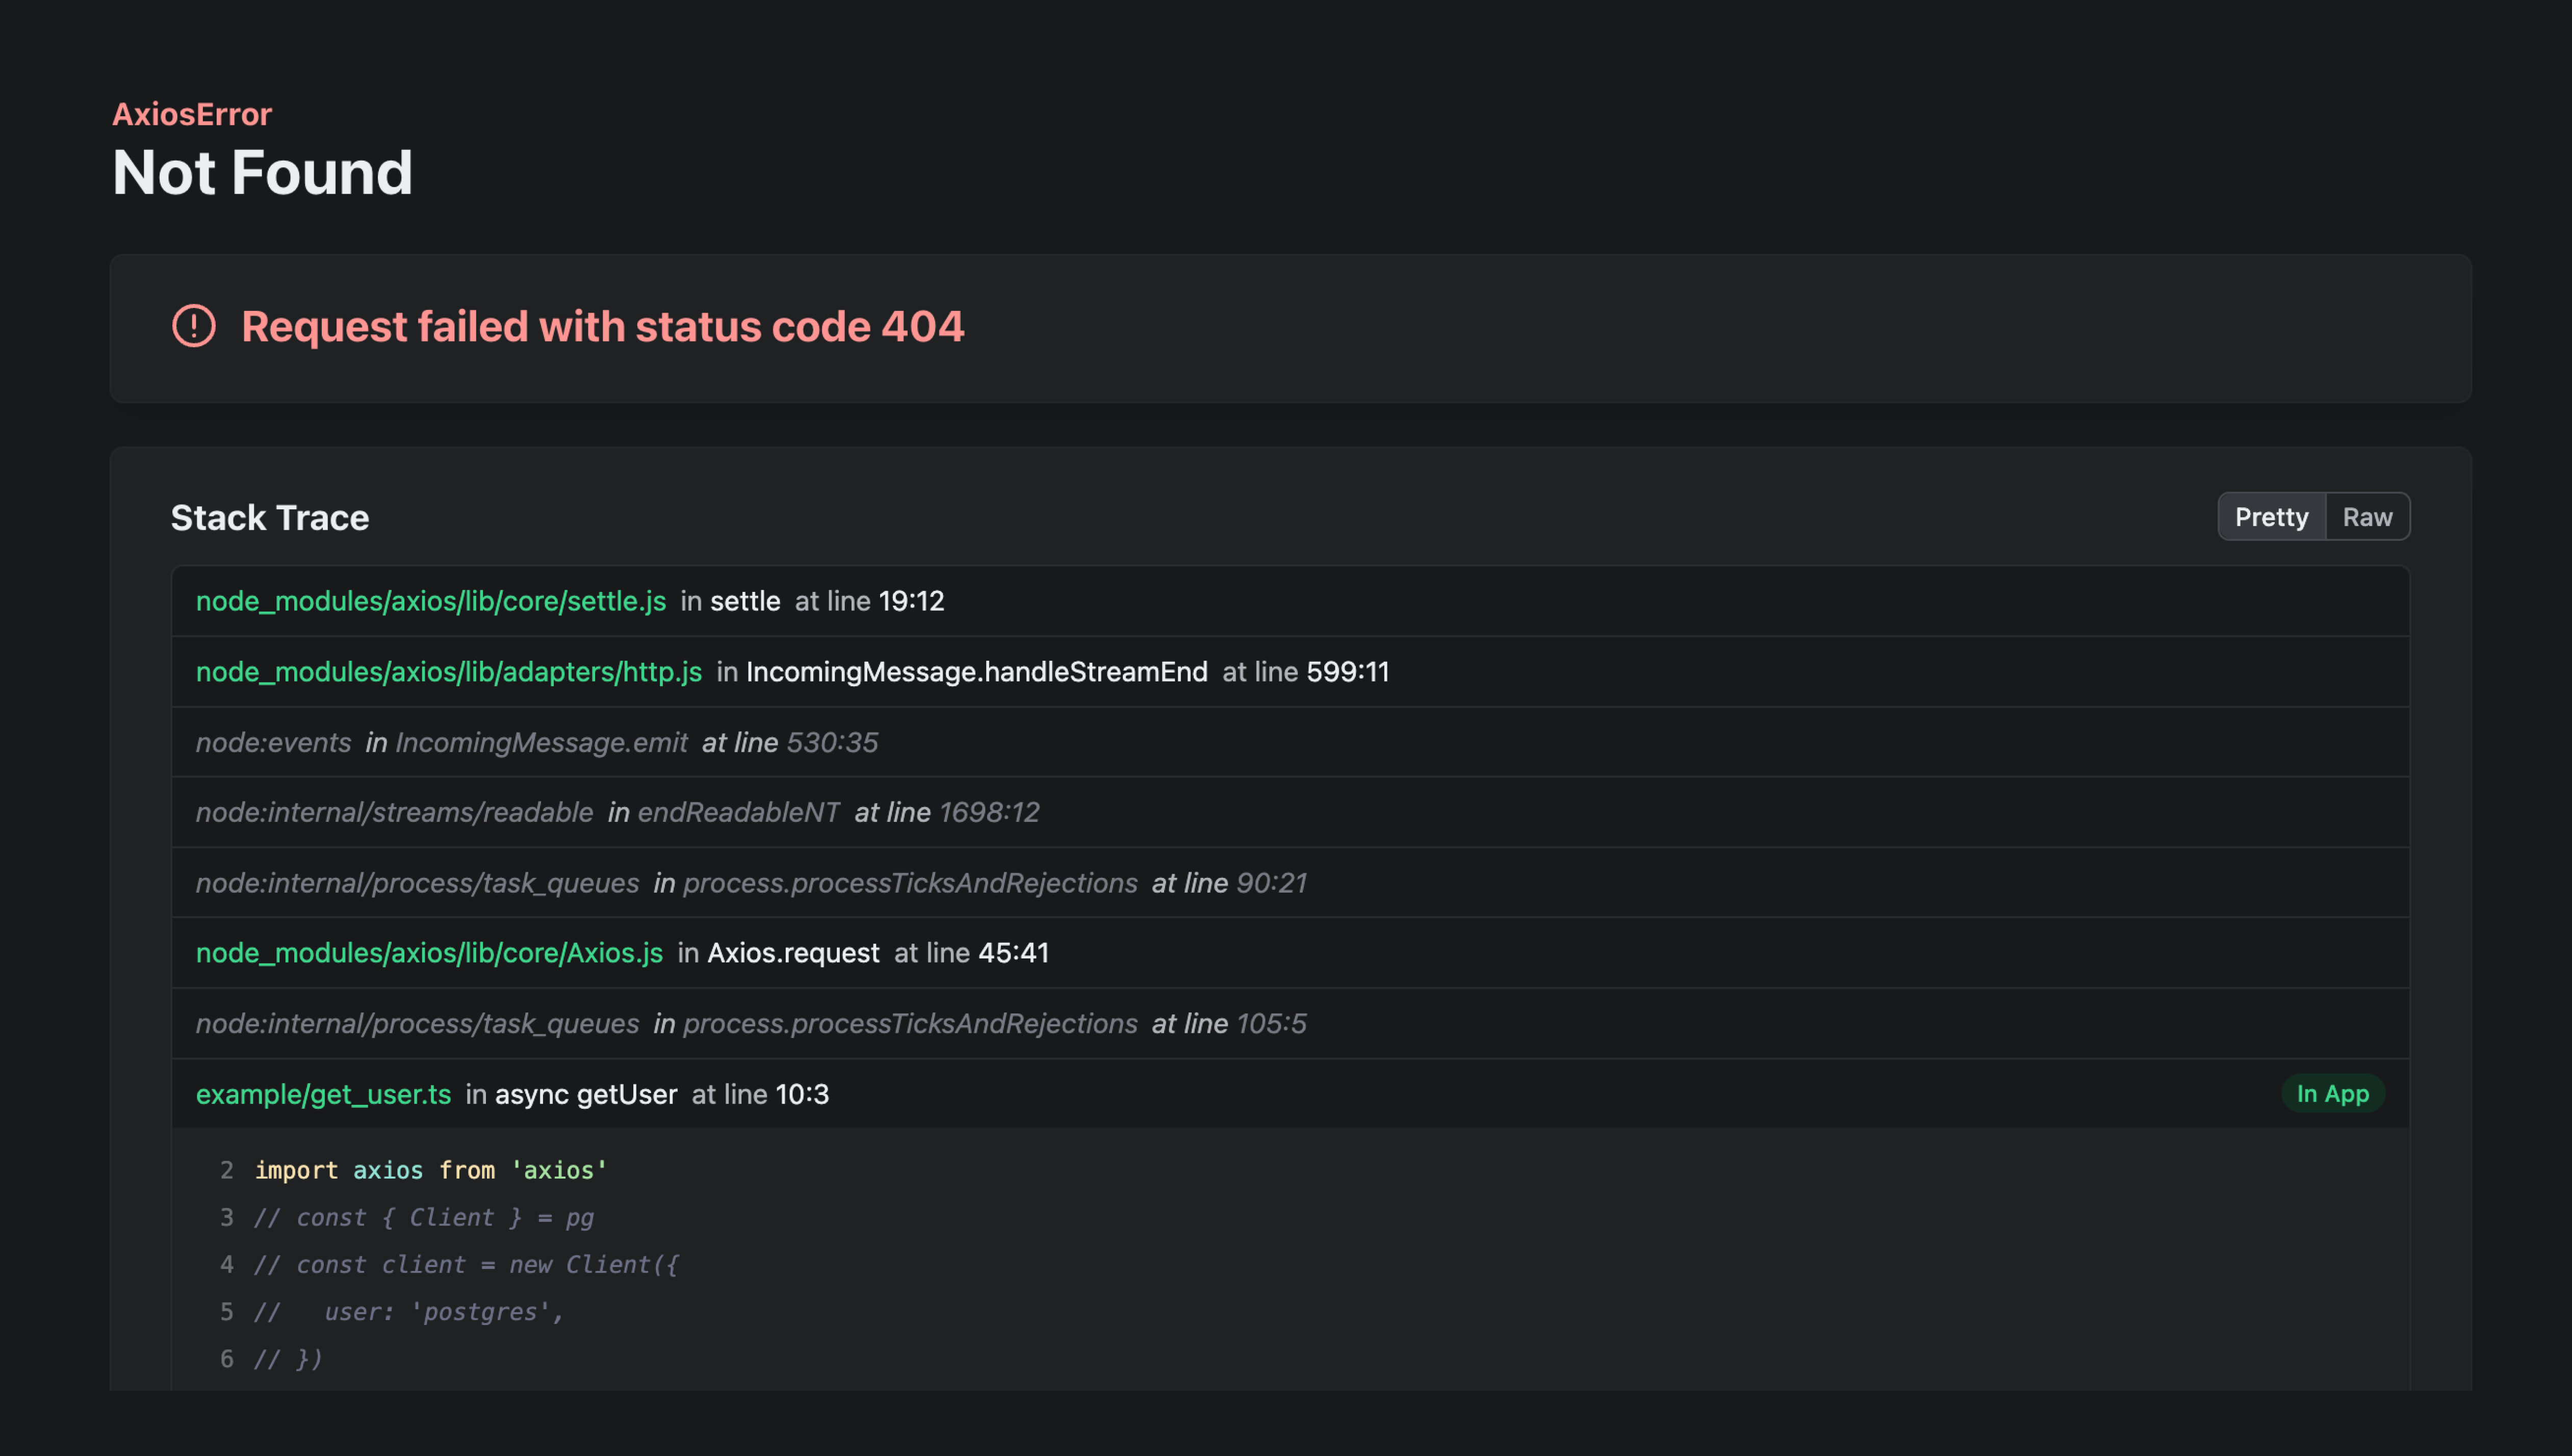 AxiosError
Not Found
Request failed with status code 404
Stack Trace
Pretty Raw
node_modules/axios/lib/core/settle.js in settle at line 19:12
node_modules/axios/lib/adapters/http.js in IncomingMessage.handleStreamEnd at line 599:11
node:events in IncomingMessage.emit at line 530:35
node:internal/streams/readable in endReadableNT at line 1698:12
node:internal/process/task_queues in process.processTicksAndRejections at line 90:21
node_modules/axios/lib/core/Axios.js in Axios.request at line 45:41
node:internal/process/task_queues in process.processTicksAndRejections at line 105:5
example/get_user.ts in async getUser at line 10:3 In App
2 import axios from 'axios'
3 // const { Client } = pg
4 // const client = new Client({
5 //   user: 'postgres',
6 // })